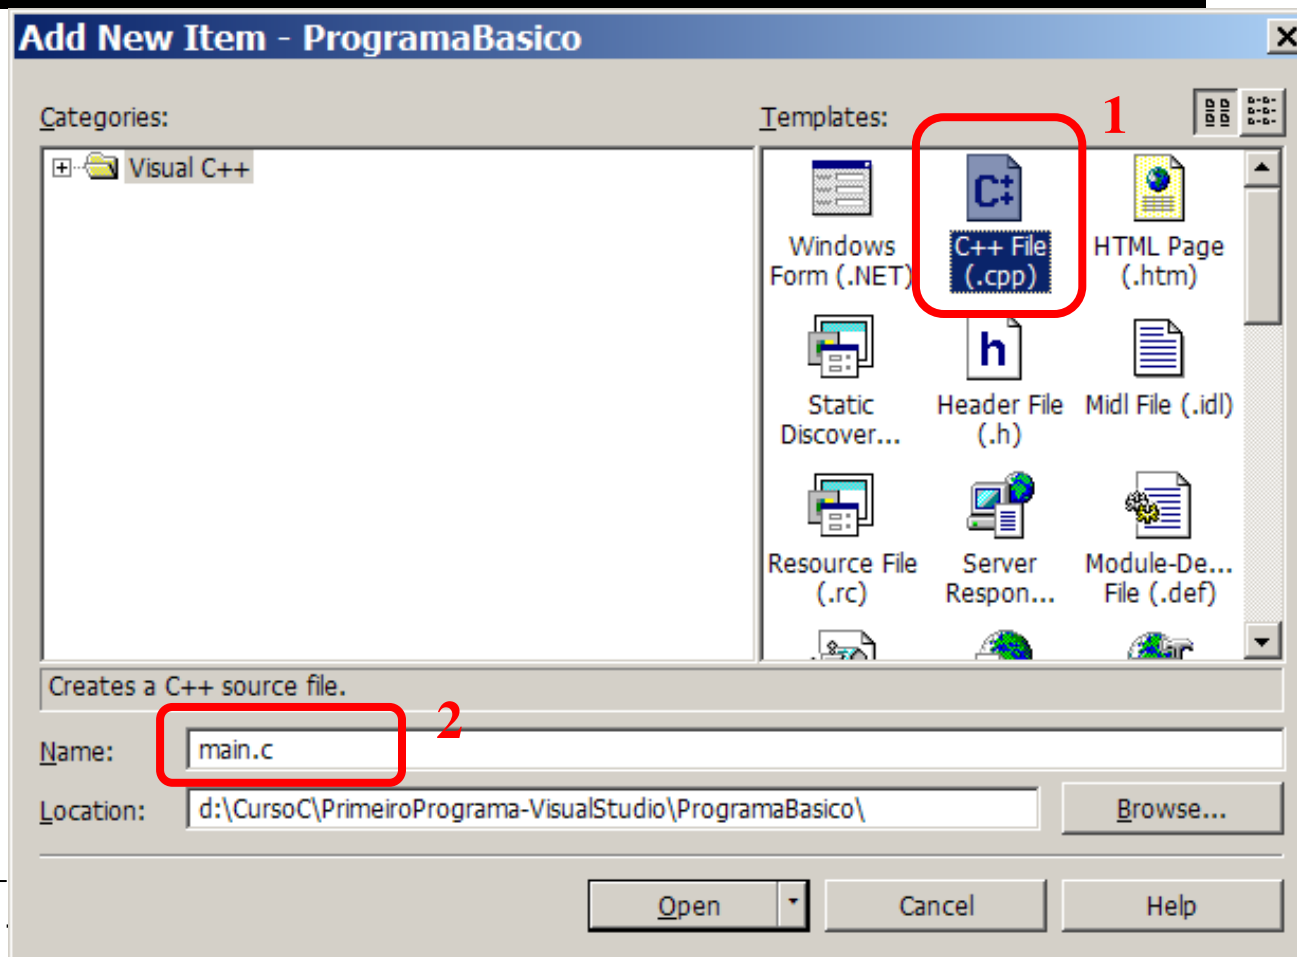 Add New Item - ProgramaBasico
Categories:
Templates:
1
Visual C++
Windows Form (.NET)
C++ File (.cpp)
HTML Page (.htm)
Static Discover...
Header File (.h)
Midl File (.idl)
Resource File (.rc)
Server Respon...
Module-De... File (.def)
Creates a C++ source file.
2
Name:
main.c
Location:
d:\CursoC\PrimeiroPrograma-VisualStudio\ProgramaBasico\
Browse...
Open
Cancel
Help